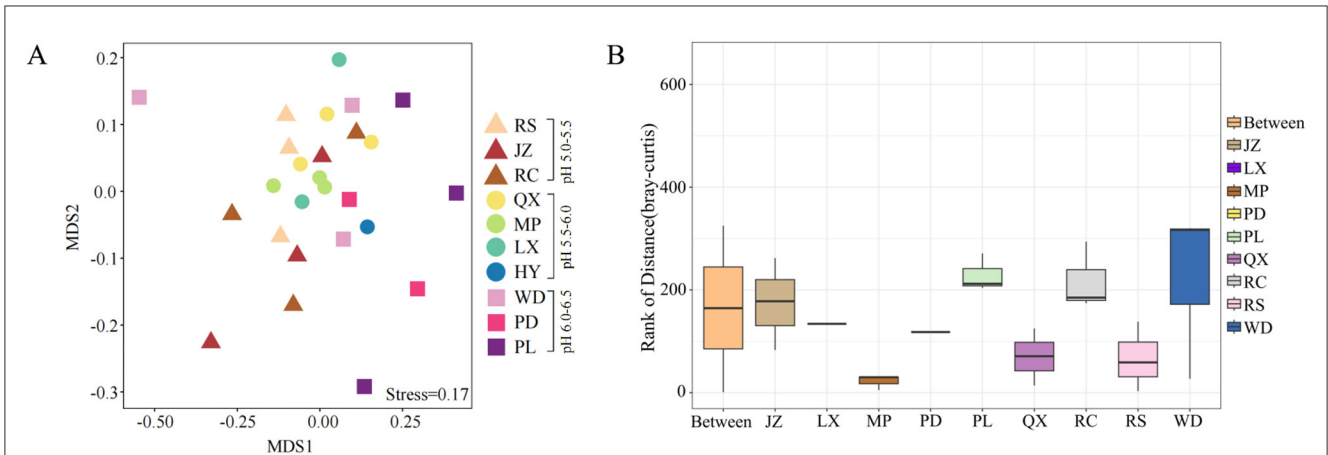 A
0.2
0.1
0.0
-0.1
-0.2
-0.3
MDS2
-0.50
-0.25
0.00
0.25
MDS1
Stress=0.17
RS
JZ
RC
QX
MP
LX
HY
WD
PD
PL
pH 5.0-5.5
pH 5.5-6.0
pH 6.0-6.5
B
Rank of Distance(bray-curtis)
600
400
200
0
Between JZ LX MP PD PL QX RC RS WD
Between
JZ
LX
MP
PD
PL
QX
RC
RS
WD